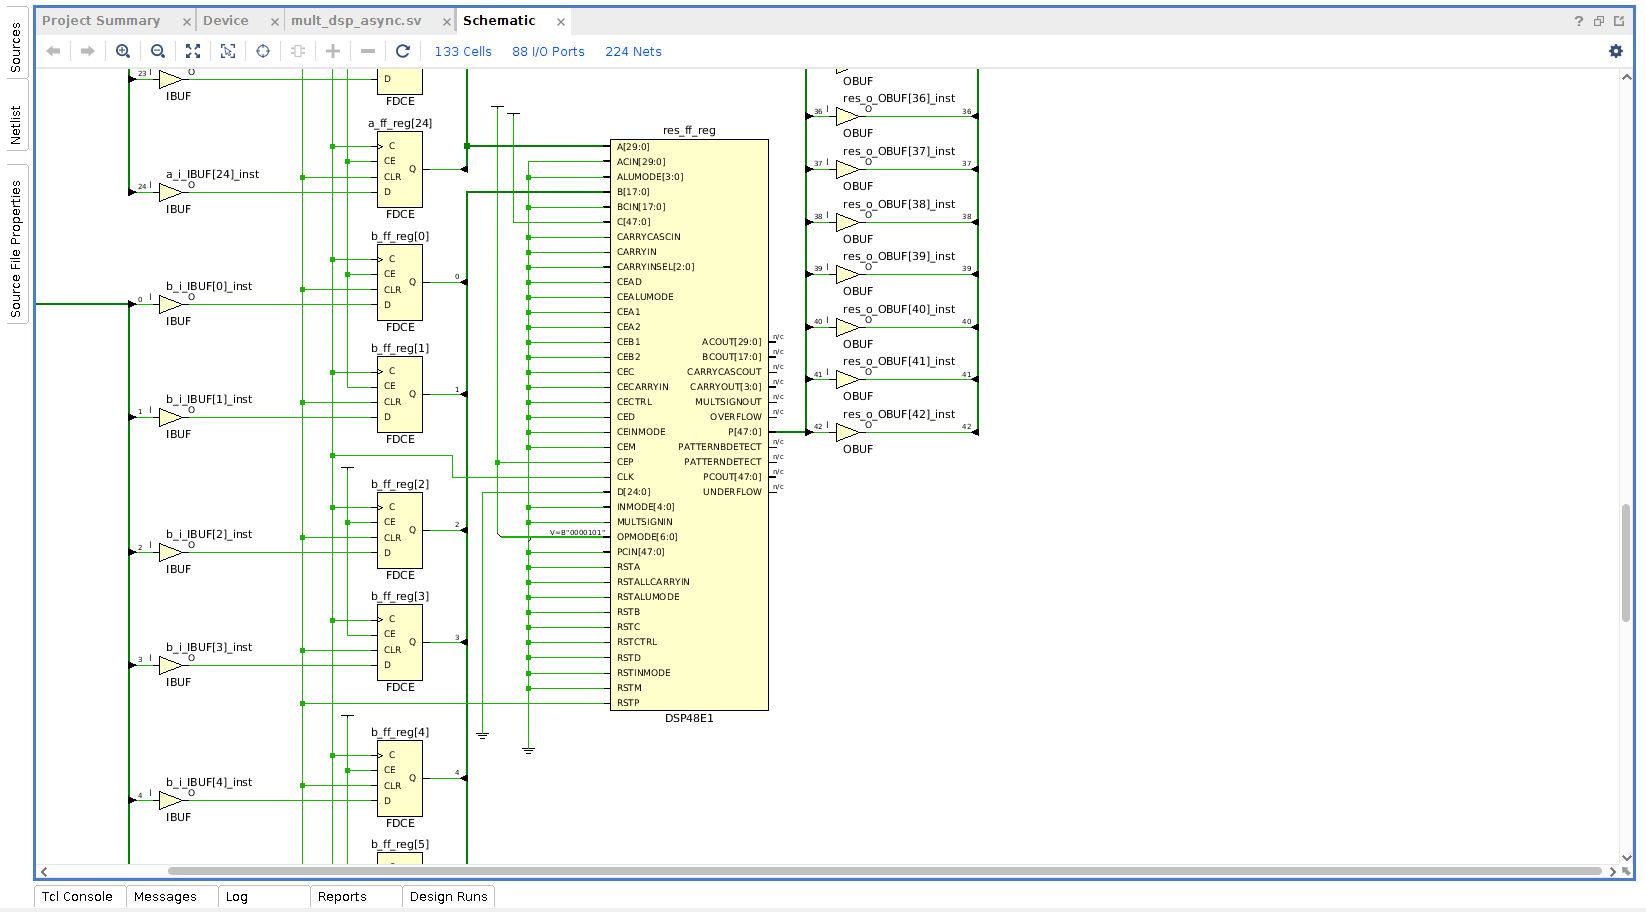 Project Summary × Device × mult_dsp_async.sv × Schematic ×
?
133 Cells 88 I/O Ports 224 Nets
Sources
Netlist
Source File Properties
23 I O
IBUF
a_i_IBUF[24]_inst
24 I O
IBUF
b_i_IBUF[0]_inst
0 I O
IBUF
b_i_IBUF[1]_inst
1 I O
IBUF
b_i_IBUF[2]_inst
2 I O
IBUF
b_i_IBUF[3]_inst
3 I O
IBUF
b_i_IBUF[4]_inst
4 I O
IBUF
D
FDCE
a_ff_reg[24]
C
CE
CLR Q
D
FDCE
b_ff_reg[0]
C
CE
CLR Q 0
D
FDCE
b_ff_reg[1]
C
CE
CLR Q 1
D
FDCE
b_ff_reg[2]
C
CE
CLR Q 2
D
FDCE
b_ff_reg[3]
C
CE
CLR Q 3
D
FDCE
b_ff_reg[4]
C
CE
CLR Q 4
D
FDCE
b_ff_reg[5]
res_ff_reg
A[29:0]
ACIN[29:0]
ALUMODE[3:0]
B[17:0]
BCIN[17:0]
C[47:0]
CARRYCASCIN
CARRYIN
CARRYINSEL[2:0]
CEAD
CEALUMODE
CEA1
CEA2
CEB1 ACOUT[29:0] n/c
CEB2 BCOUT[17:0] n/c
CEC CARRYCASCOUT n/c
CECARRYIN CARRYOUT[3:0] n/c
CECTRL MULTSIGNOUT n/c
CED OVERFLOW n/c
CEINMODE P[47:0]
CEM PATTERNBDETECT n/c
CEP PATTERNDETECT n/c
CLK PCOUT[47:0] n/c
D[24:0] UNDERFLOW n/c
INMODE[4:0]
MULTSIGNIN
V=B"0000101" OPMODE[6:0]
PCIN[47:0]
RSTA
RSTALLCARRYIN
RSTALUMODE
RSTB
RSTC
RSTCTRL
RSTD
RSTINMODE
RSTM
RSTP
DSP48E1
OBUF
res_o_OBUF[36]_inst
36 I O 36
OBUF
res_o_OBUF[37]_inst
37 I O 37
OBUF
res_o_OBUF[38]_inst
38 I O 38
OBUF
res_o_OBUF[39]_inst
39 I O 39
OBUF
res_o_OBUF[40]_inst
40 I O 40
OBUF
res_o_OBUF[41]_inst
41 I O 41
OBUF
res_o_OBUF[42]_inst
42 I O 42
OBUF
Tcl Console Messages Log Reports Design Runs